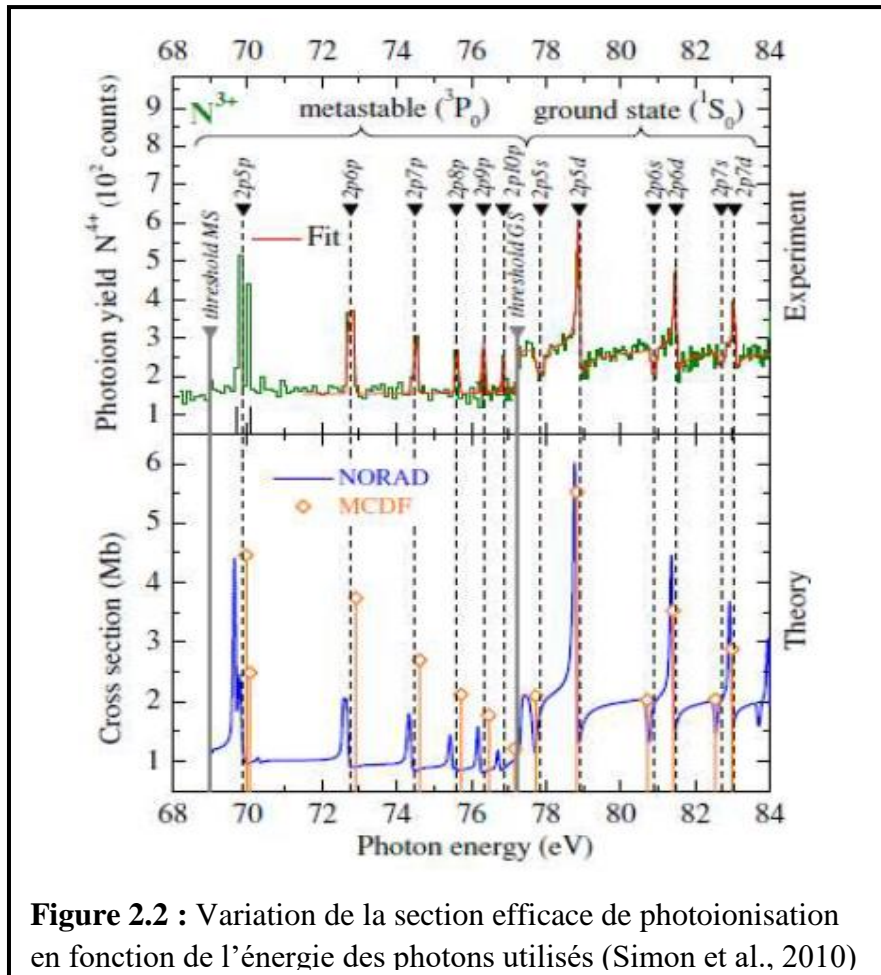 68 70 72 74 76 78 80 82 84
N³⁺
metastable (³P₀)
ground state (¹S₀)
9
8
7
6
5
4
3
2
1
Photoion yield N⁴⁺ (10² counts)
threshold MS
2p5p
2p6p
2p7p
2p8p
2p9p
2p10p
threshold GS
2p5s
2p5d
2p6s
2p6d
2p7s
2p7d
Fit
Experiment
6
5
4
3
2
1
Cross section (Mb)
NORAD
MCDF
Theory
68 70 72 74 76 78 80 82 84
Photon energy (eV)
Figure 2.2 : Variation de la section efficace de photoionisation
en fonction de l’énergie des photons utilisés (Simon et al., 2010)